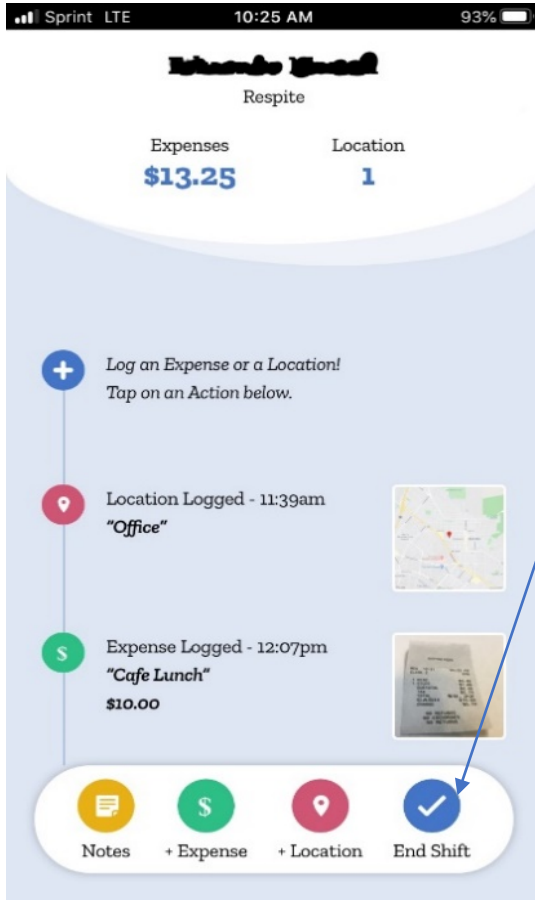 Sprint LTE 10:25 AM 93%
Respite
Expenses Location
$13.25 1
Log an Expense or a Location!
Tap on an Action below.
Location Logged - 11:39am
"Office"
Expense Logged - 12:07pm
"Cafe Lunch"
$10.00
$
$
Notes + Expense + Location End Shift